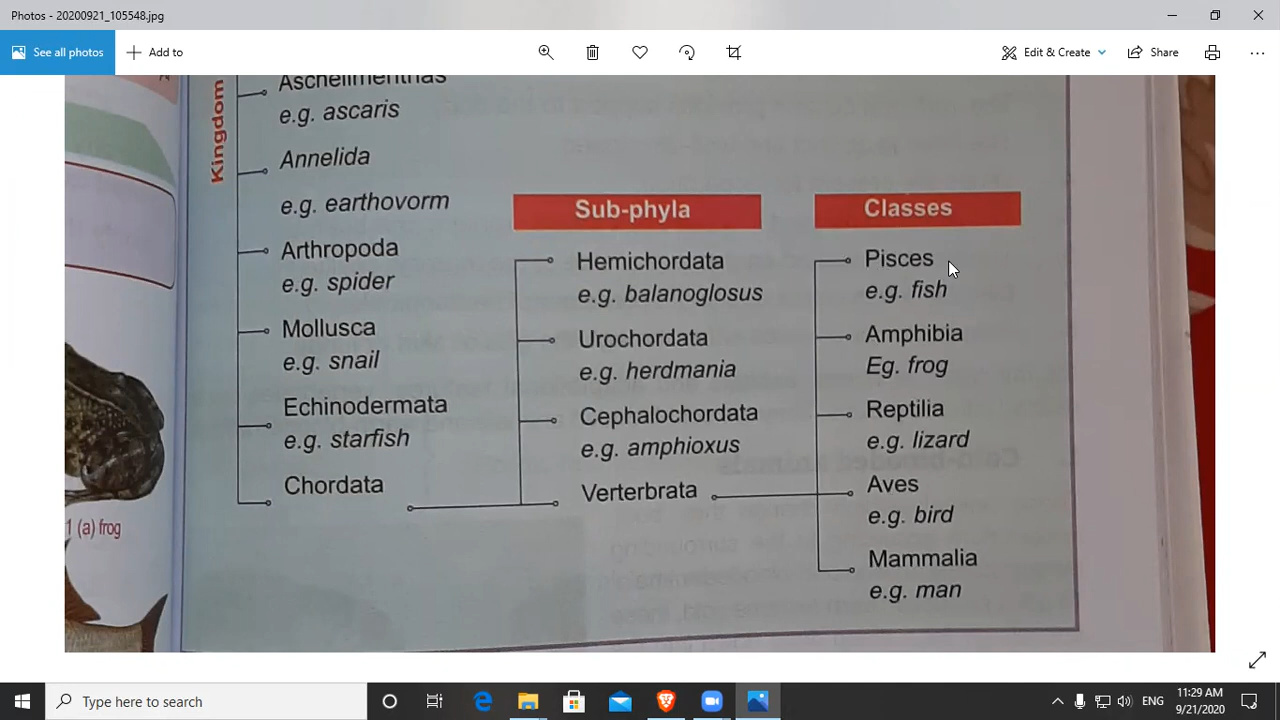 Photos - 20200921_105548.jpg
See all photos
Add to
Edit & Create
Share
Kingdom
Aschelminthas
e.g. ascaris
Annelida
e.g. earthovorm
Arthropoda
e.g. spider
Mollusca
e.g. snail
Echinodermata
e.g. starfish
Chordata
Sub-phyla
Hemichordata
e.g. balanoglosus
Urochordata
e.g. herdmania
Cephalochordata
e.g. amphioxus
Verterbrata
Classes
Pisces
e.g. fish
Amphibia
Eg. frog
Reptilia
e.g. lizard
Aves
e.g. bird
Mammalia
e.g. man
1 (a) frog
Type here to search
ENG
11:29 AM
9/21/2020